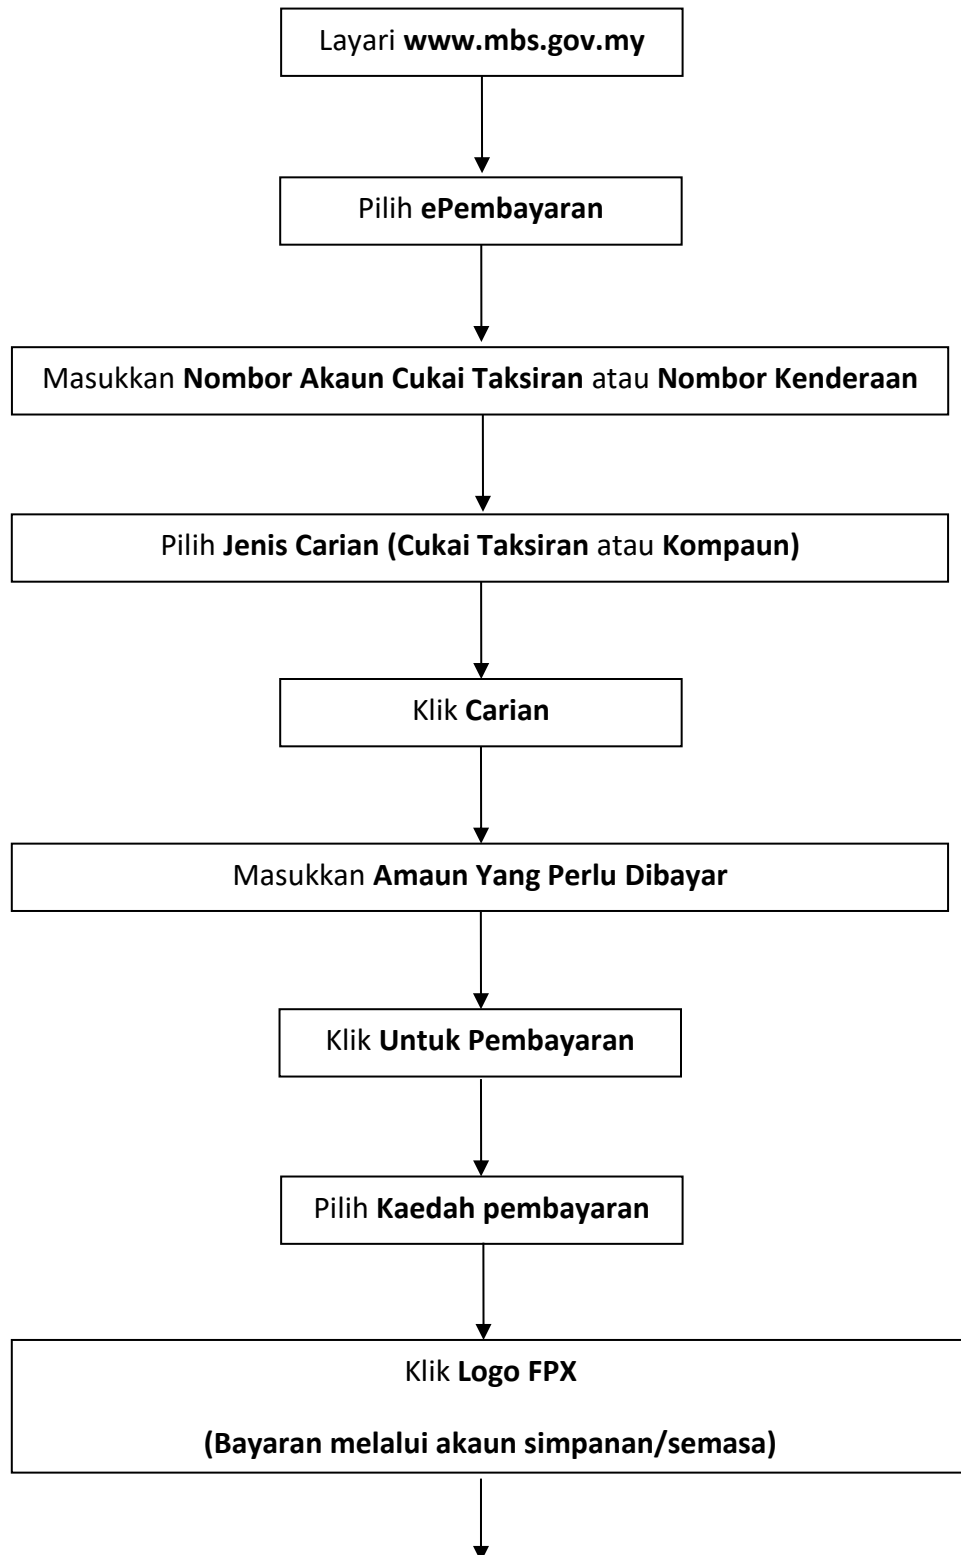 Layari www.mbs.gov.my
Pilih ePembayaran
Masukkan Nombor Akaun Cukai Taksiran atau Nombor Kenderaan
Pilih Jenis Carian (Cukai Taksiran atau Kompaun)
Klik Carian
Masukkan Amaun Yang Perlu Dibayar
Klik Untuk Pembayaran
Pilih Kaedah pembayaran
Klik Logo FPX
(Bayaran melalui akaun simpanan/semasa)